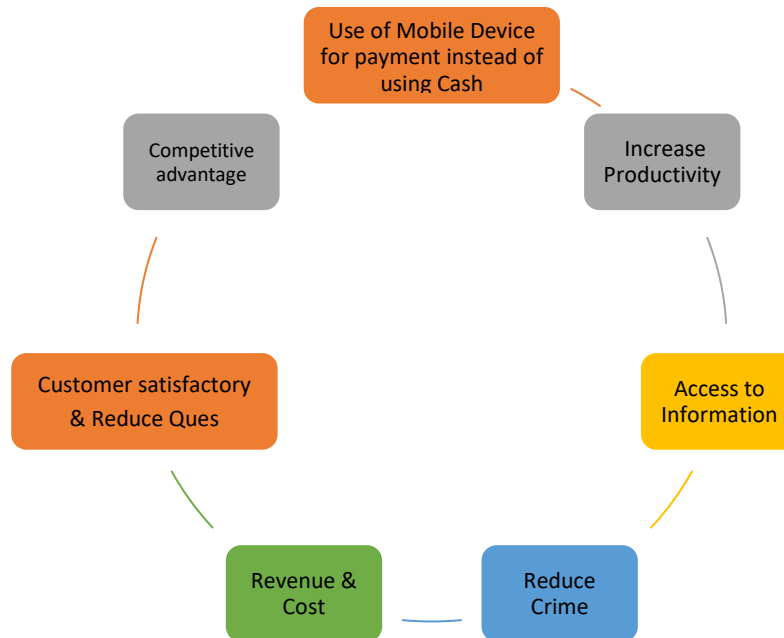 Use of Mobile Device
for payment instead of
using Cash
Increase
Productivity
Access to
Information
Reduce
Crime
Revenue &
Cost
Customer satisfactory
& Reduce Ques
Competitive
advantage